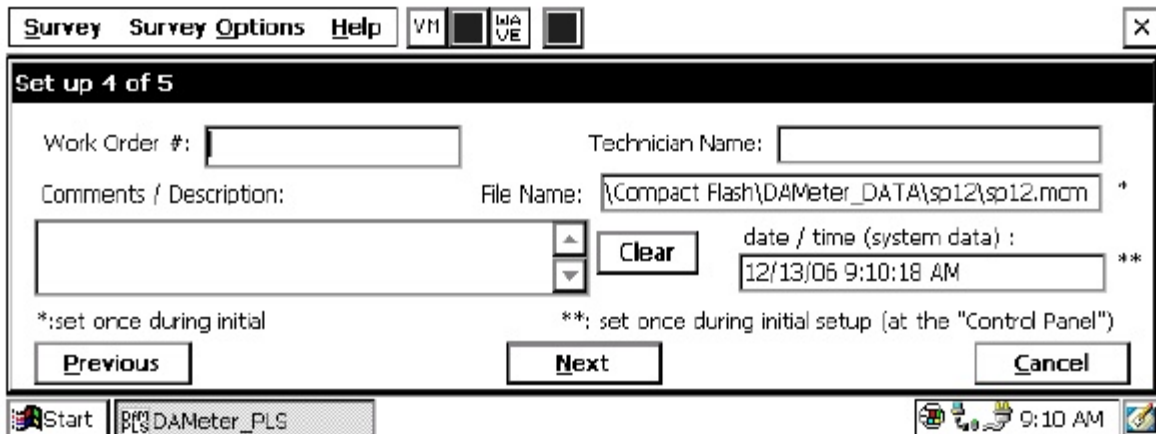 Survey Survey Options Help VM WAVE
Set up 4 of 5
Work Order #: Technician Name:
Comments / Description: File Name: \Compact Flash\DAMeter_DATA\sp12\sp12.mcm *
Clear date / time (system data) :
12/13/06 9:10:18 AM **
*:set once during initial **: set once during initial setup (at the "Control Panel")
Previous Next Cancel
Start DAMeter_PLS 9:10 AM